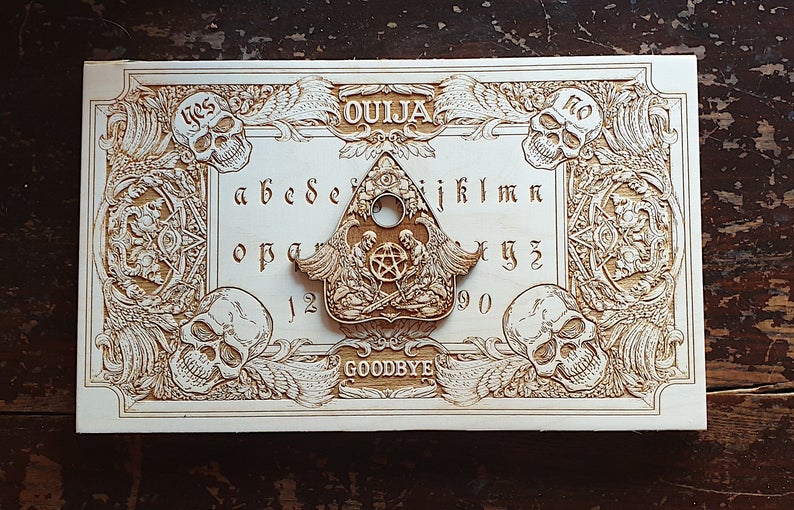 OUIJA
Yes
No
a b c d e i j k l m n
o p q r x y z
1 2 9 0
GOODBYE